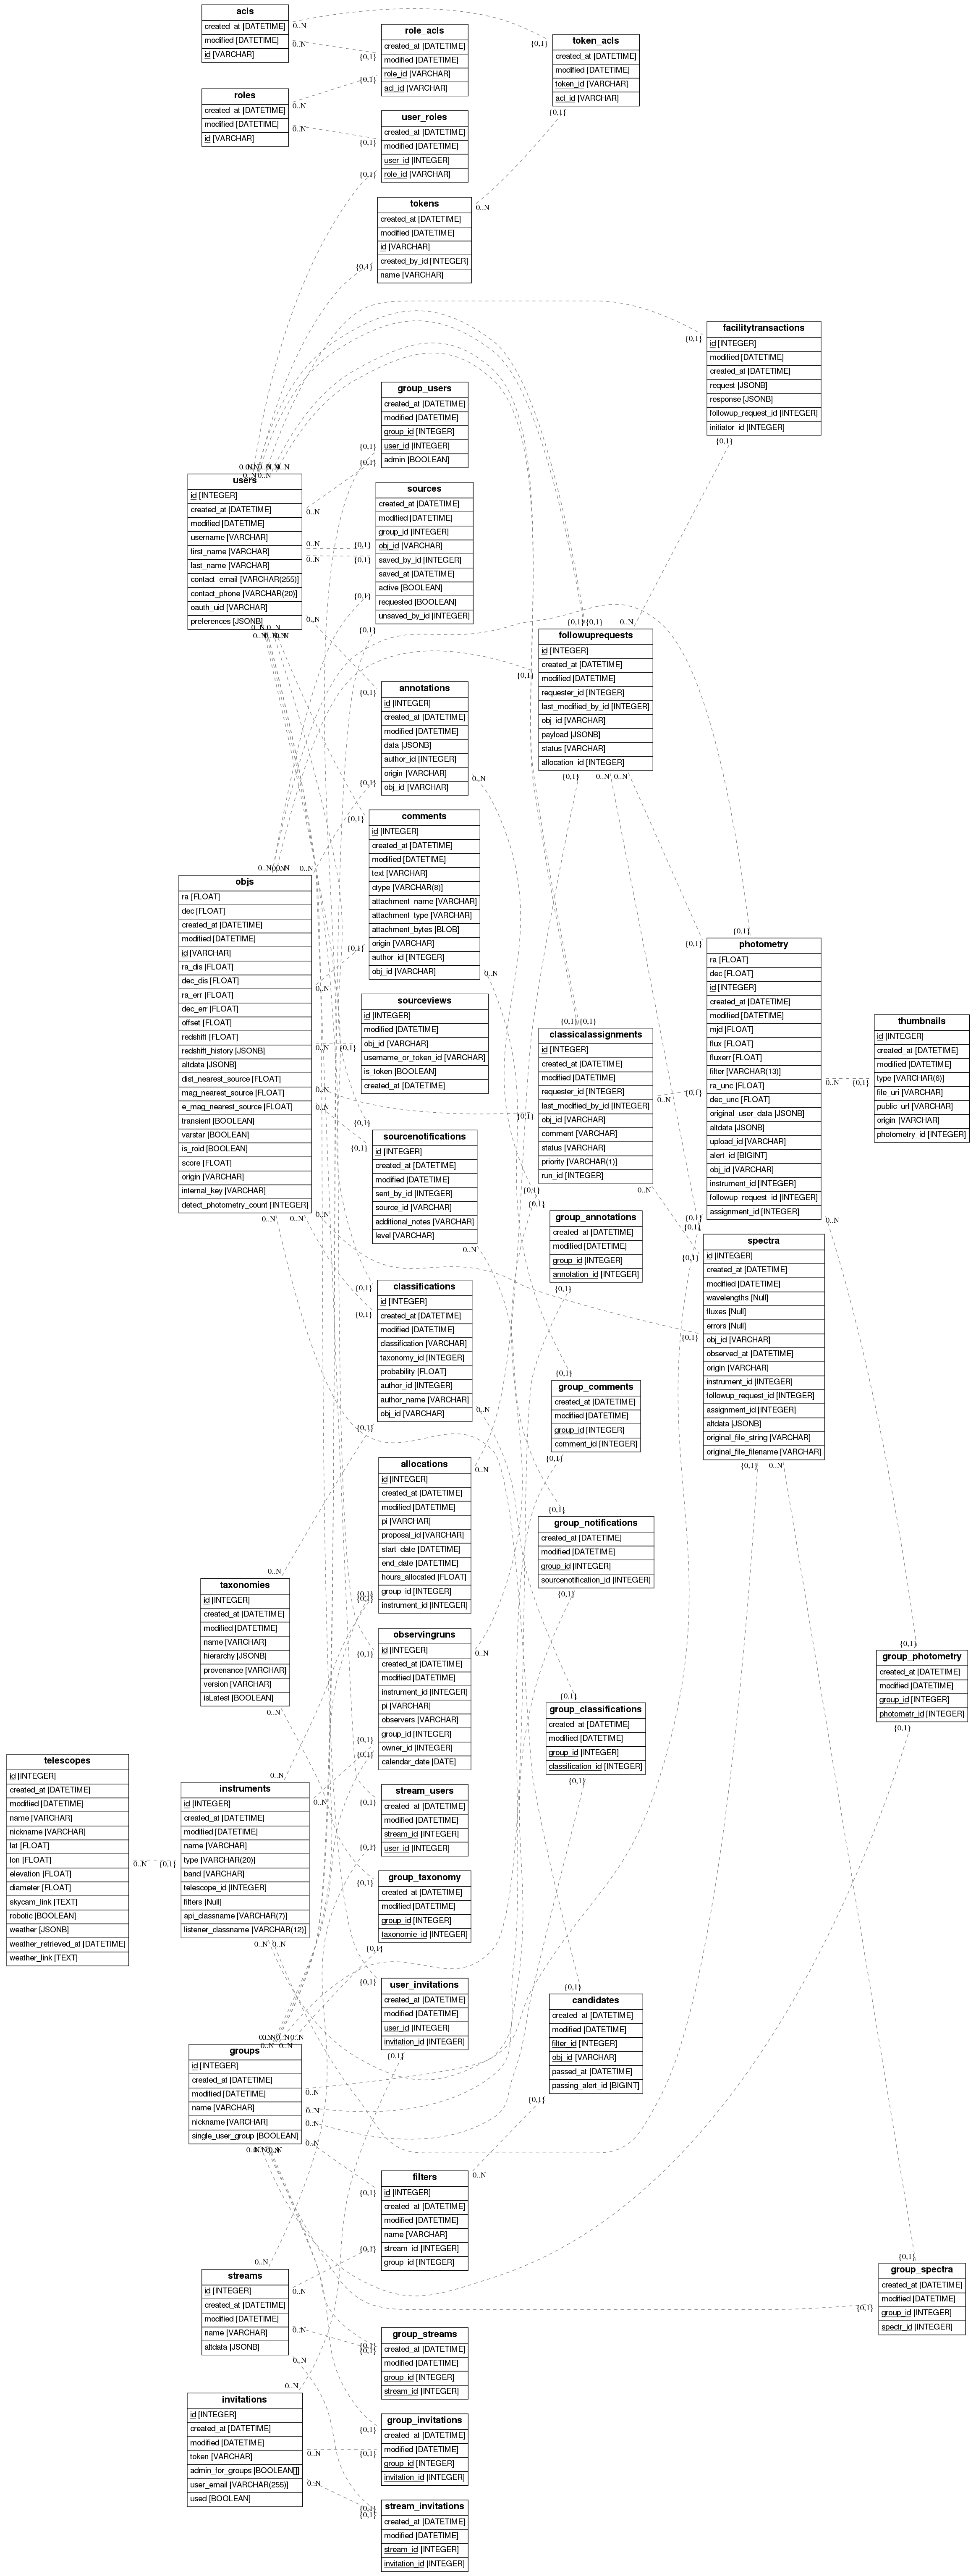 acls
created_at [DATETIME]
modified [DATETIME]
id [VARCHAR]
role_acls
created_at [DATETIME]
modified [DATETIME]
role_id [VARCHAR]
acl_id [VARCHAR]
token_acls
created_at [DATETIME]
modified [DATETIME]
token_id [VARCHAR]
acl_id [VARCHAR]
roles
created_at [DATETIME]
modified [DATETIME]
id [VARCHAR]
user_roles
created_at [DATETIME]
modified [DATETIME]
user_id [INTEGER]
role_id [VARCHAR]
tokens
created_at [DATETIME]
modified [DATETIME]
id [VARCHAR]
created_by_id [INTEGER]
name [VARCHAR]
facilitytransactions
id [INTEGER]
modified [DATETIME]
created_at [DATETIME]
request [JSONB]
response [JSONB]
followup_request_id [INTEGER]
initiator_id [INTEGER]
group_users
created_at [DATETIME]
modified [DATETIME]
group_id [INTEGER]
user_id [INTEGER]
admin [BOOLEAN]
users
id [INTEGER]
created_at [DATETIME]
modified [DATETIME]
username [VARCHAR]
first_name [VARCHAR]
last_name [VARCHAR]
contact_email [VARCHAR(255)]
contact_phone [VARCHAR(20)]
oauth_uid [VARCHAR]
preferences [JSONB]
sources
created_at [DATETIME]
modified [DATETIME]
group_id [INTEGER]
obj_id [VARCHAR]
saved_by_id [INTEGER]
saved_at [DATETIME]
active [BOOLEAN]
requested [BOOLEAN]
unsaved_by_id [INTEGER]
followuprequests
id [INTEGER]
created_at [DATETIME]
modified [DATETIME]
requester_id [INTEGER]
last_modified_by_id [INTEGER]
obj_id [VARCHAR]
payload [JSONB]
status [VARCHAR]
allocation_id [INTEGER]
annotations
id [INTEGER]
created_at [DATETIME]
modified [DATETIME]
data [JSONB]
author_id [INTEGER]
origin [VARCHAR]
obj_id [VARCHAR]
comments
id [INTEGER]
created_at [DATETIME]
modified [DATETIME]
text [VARCHAR]
ctype [VARCHAR(8)]
attachment_name [VARCHAR]
attachment_type [VARCHAR]
attachment_bytes [BLOB]
origin [VARCHAR]
author_id [INTEGER]
obj_id [VARCHAR]
objs
ra [FLOAT]
dec [FLOAT]
created_at [DATETIME]
modified [DATETIME]
id [VARCHAR]
ra_dis [FLOAT]
dec_dis [FLOAT]
ra_err [FLOAT]
dec_err [FLOAT]
offset [FLOAT]
redshift [FLOAT]
redshift_history [JSONB]
altdata [JSONB]
dist_nearest_source [FLOAT]
mag_nearest_source [FLOAT]
e_mag_nearest_source [FLOAT]
transient [BOOLEAN]
varstar [BOOLEAN]
is_roid [BOOLEAN]
score [FLOAT]
origin [VARCHAR]
internal_key [VARCHAR]
detect_photometry_count [INTEGER]
photometry
ra [FLOAT]
dec [FLOAT]
id [INTEGER]
created_at [DATETIME]
modified [DATETIME]
mjd [FLOAT]
flux [FLOAT]
fluxerr [FLOAT]
filter [VARCHAR(13)]
ra_unc [FLOAT]
dec_unc [FLOAT]
original_user_data [JSONB]
altdata [JSONB]
upload_id [VARCHAR]
alert_id [BIGINT]
obj_id [VARCHAR]
instrument_id [INTEGER]
followup_request_id [INTEGER]
assignment_id [INTEGER]
sourceviews
id [INTEGER]
modified [DATETIME]
obj_id [VARCHAR]
username_or_token_id [VARCHAR]
is_token [BOOLEAN]
created_at [DATETIME]
classicalassignments
id [INTEGER]
created_at [DATETIME]
modified [DATETIME]
requester_id [INTEGER]
last_modified_by_id [INTEGER]
obj_id [VARCHAR]
comment [VARCHAR]
status [VARCHAR]
priority [VARCHAR(1)]
run_id [INTEGER]
thumbnails
id [INTEGER]
created_at [DATETIME]
modified [DATETIME]
type [VARCHAR(6)]
file_uri [VARCHAR]
public_url [VARCHAR]
origin [VARCHAR]
photometry_id [INTEGER]
sourcenotifications
id [INTEGER]
created_at [DATETIME]
modified [DATETIME]
sent_by_id [INTEGER]
source_id [VARCHAR]
additional_notes [VARCHAR]
level [VARCHAR]
group_annotations
created_at [DATETIME]
modified [DATETIME]
group_id [INTEGER]
annotation_id [INTEGER]
spectra
id [INTEGER]
created_at [DATETIME]
modified [DATETIME]
wavelengths [Null]
fluxes [Null]
errors [Null]
obj_id [VARCHAR]
observed_at [DATETIME]
origin [VARCHAR]
instrument_id [INTEGER]
followup_request_id [INTEGER]
assignment_id [INTEGER]
altdata [JSONB]
original_file_string [VARCHAR]
original_file_filename [VARCHAR]
classifications
id [INTEGER]
created_at [DATETIME]
modified [DATETIME]
classification [VARCHAR]
taxonomy_id [INTEGER]
probability [FLOAT]
author_id [INTEGER]
author_name [VARCHAR]
obj_id [VARCHAR]
group_comments
created_at [DATETIME]
modified [DATETIME]
group_id [INTEGER]
comment_id [INTEGER]
allocations
id [INTEGER]
created_at [DATETIME]
modified [DATETIME]
pi [VARCHAR]
proposal_id [VARCHAR]
start_date [DATETIME]
end_date [DATETIME]
hours_allocated [FLOAT]
group_id [INTEGER]
instrument_id [INTEGER]
group_notifications
created_at [DATETIME]
modified [DATETIME]
group_id [INTEGER]
sourcenotification_id [INTEGER]
taxonomies
id [INTEGER]
created_at [DATETIME]
modified [DATETIME]
name [VARCHAR]
hierarchy [JSONB]
provenance [VARCHAR]
version [VARCHAR]
isLatest [BOOLEAN]
observingruns
id [INTEGER]
created_at [DATETIME]
modified [DATETIME]
instrument_id [INTEGER]
pi [VARCHAR]
observers [VARCHAR]
group_id [INTEGER]
owner_id [INTEGER]
calendar_date [DATE]
group_photometry
created_at [DATETIME]
modified [DATETIME]
group_id [INTEGER]
photometr_id [INTEGER]
group_classifications
created_at [DATETIME]
modified [DATETIME]
group_id [INTEGER]
classification_id [INTEGER]
telescopes
id [INTEGER]
created_at [DATETIME]
modified [DATETIME]
name [VARCHAR]
nickname [VARCHAR]
lat [FLOAT]
lon [FLOAT]
elevation [FLOAT]
diameter [FLOAT]
skycam_link [TEXT]
robotic [BOOLEAN]
weather [JSONB]
weather_retrieved_at [DATETIME]
weather_link [TEXT]
instruments
id [INTEGER]
created_at [DATETIME]
modified [DATETIME]
name [VARCHAR]
type [VARCHAR(20)]
band [VARCHAR]
telescope_id [INTEGER]
filters [Null]
api_classname [VARCHAR(7)]
listener_classname [VARCHAR(12)]
stream_users
created_at [DATETIME]
modified [DATETIME]
stream_id [INTEGER]
user_id [INTEGER]
group_taxonomy
created_at [DATETIME]
modified [DATETIME]
group_id [INTEGER]
taxonomie_id [INTEGER]
user_invitations
created_at [DATETIME]
modified [DATETIME]
user_id [INTEGER]
invitation_id [INTEGER]
candidates
created_at [DATETIME]
modified [DATETIME]
filter_id [INTEGER]
obj_id [VARCHAR]
passed_at [DATETIME]
passing_alert_id [BIGINT]
groups
id [INTEGER]
created_at [DATETIME]
modified [DATETIME]
name [VARCHAR]
nickname [VARCHAR]
single_user_group [BOOLEAN]
filters
id [INTEGER]
created_at [DATETIME]
modified [DATETIME]
name [VARCHAR]
stream_id [INTEGER]
group_id [INTEGER]
group_spectra
created_at [DATETIME]
modified [DATETIME]
group_id [INTEGER]
spectr_id [INTEGER]
streams
id [INTEGER]
created_at [DATETIME]
modified [DATETIME]
name [VARCHAR]
altdata [JSONB]
group_streams
created_at [DATETIME]
modified [DATETIME]
group_id [INTEGER]
stream_id [INTEGER]
invitations
id [INTEGER]
created_at [DATETIME]
modified [DATETIME]
token [VARCHAR]
admin_for_groups [BOOLEAN[]]
user_email [VARCHAR(255)]
used [BOOLEAN]
group_invitations
created_at [DATETIME]
modified [DATETIME]
group_id [INTEGER]
invitation_id [INTEGER]
stream_invitations
created_at [DATETIME]
modified [DATETIME]
stream_id [INTEGER]
invitation_id [INTEGER]